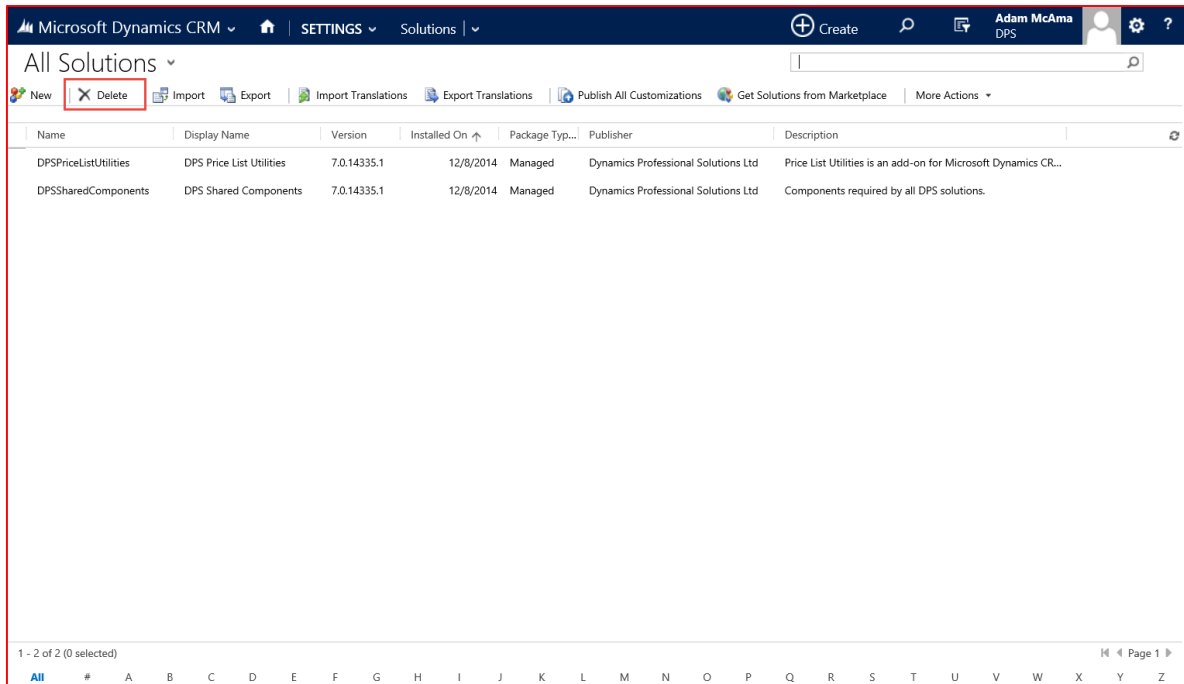 Microsoft Dynamics CRM SETTINGS Solutions Create Adam McAma ?
DPS
All Solutions
New Delete Import Export Import Translations Export Translations Publish All Customizations Get Solutions from Marketplace More Actions
Name Display Name Version Installed On Package Typ... Publisher Description
DPSPriceListUtilities DPS Price List Utilities 7.0.14335.1 12/8/2014 Managed Dynamics Professional Solutions Ltd Price List Utilities is an add-on for Microsoft Dynamics CR...
DPSSharedComponents DPS Shared Components 7.0.14335.1 12/8/2014 Managed Dynamics Professional Solutions Ltd Components required by all DPS solutions.
1 - 2 of 2 (0 selected) Page 1
All # A B C D E F G H I J K L M N O P Q R S T U V W X Y Z